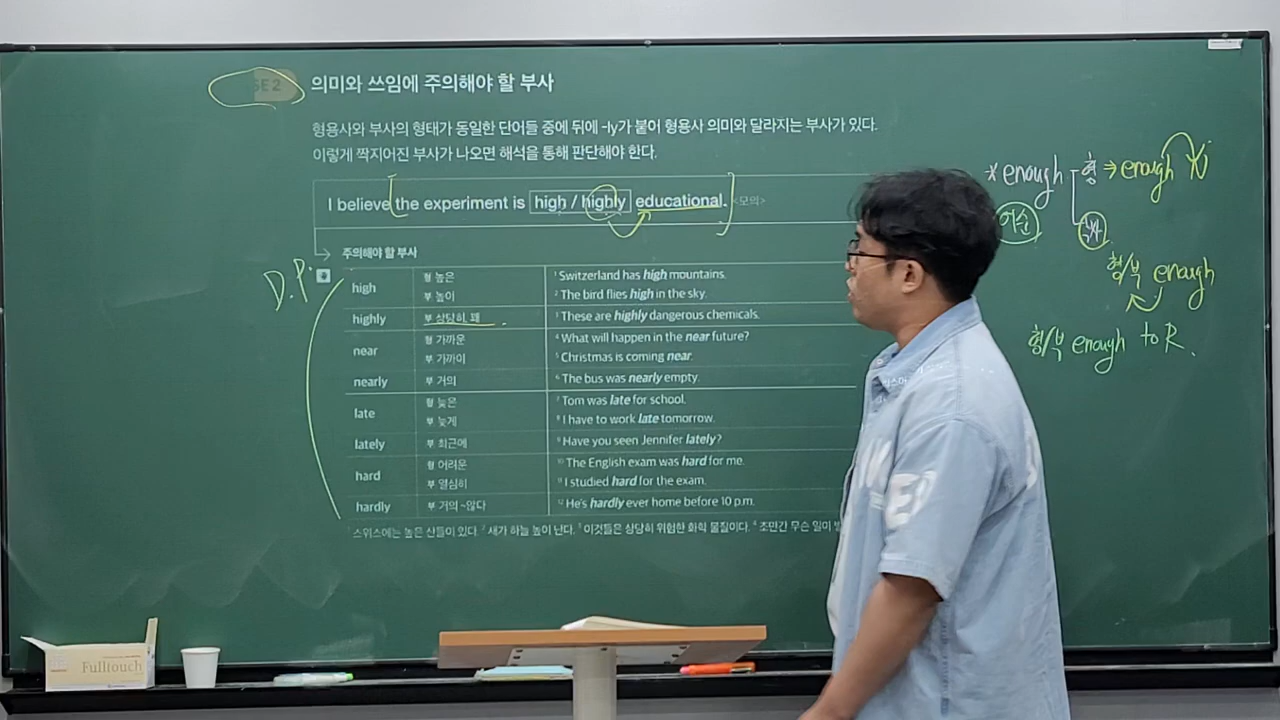 SE 2 의미와 쓰임에 주의해야 할 부사
형용사와 부사의 형태가 동일한 단어들 중에 뒤에 -ly가 붙어 형용사 의미와 달라지는 부사가 있다.
이렇게 짝지어진 부사가 나오면 해석을 통해 판단해야 한다.
I believe the experiment is high / highly educational. <모의>
주의해야 할 부사
D.P.
high 형 높은 1 Switzerland has high mountains.
부 높이 2 The bird flies high in the sky.
highly 부 상당히, 꽤 3 These are highly dangerous chemicals.
near 형 가까운 4 What will happen in the near future?
부 가까이 5 Christmas is coming near.
nearly 부 거의 6 The bus was nearly empty.
late 형 늦은 7 Tom was late for school.
부 늦게 8 I have to work late tomorrow.
lately 부 최근에 9 Have you seen Jennifer lately?
hard 형 어려운 10 The English exam was hard for me.
부 열심히 11 I studied hard for the exam.
hardly 부 거의 ~않다 12 He's hardly ever home before 10 p.m.
1 스위스에는 높은 산들이 있다. 2 새가 하늘 높이 난다. 3 이것들은 상당히 위험한 화학 물질이다. 4 조만간 무슨 일이
* enough 형 ⇒ enough
어순
형/부 enough
형/부 enough to R.
Fulltouch